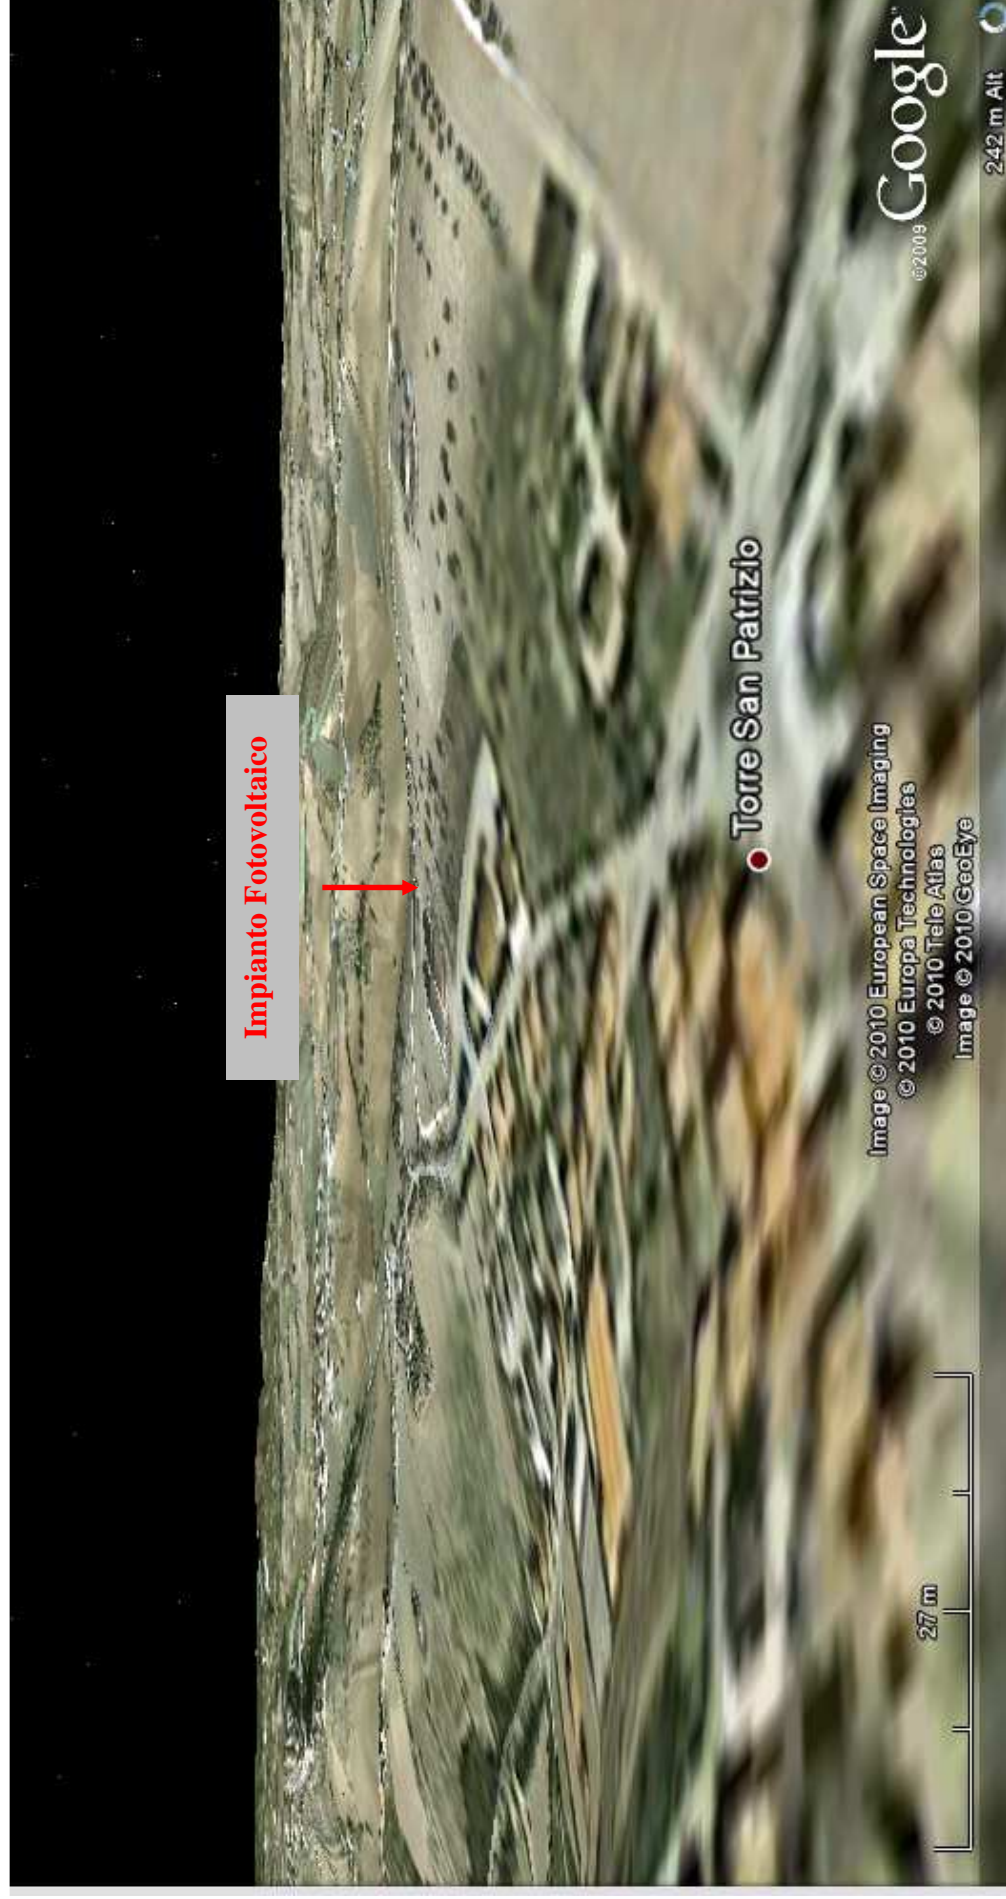 Impianto Fotovoltaico
Torre San Patrizio
Image © 2010 European Space Imaging
© 2010 Europa Technologies
© 2010 Tele Atlas
Image © 2010 GeoEye
27 m
©2009 Google
242 m Alt